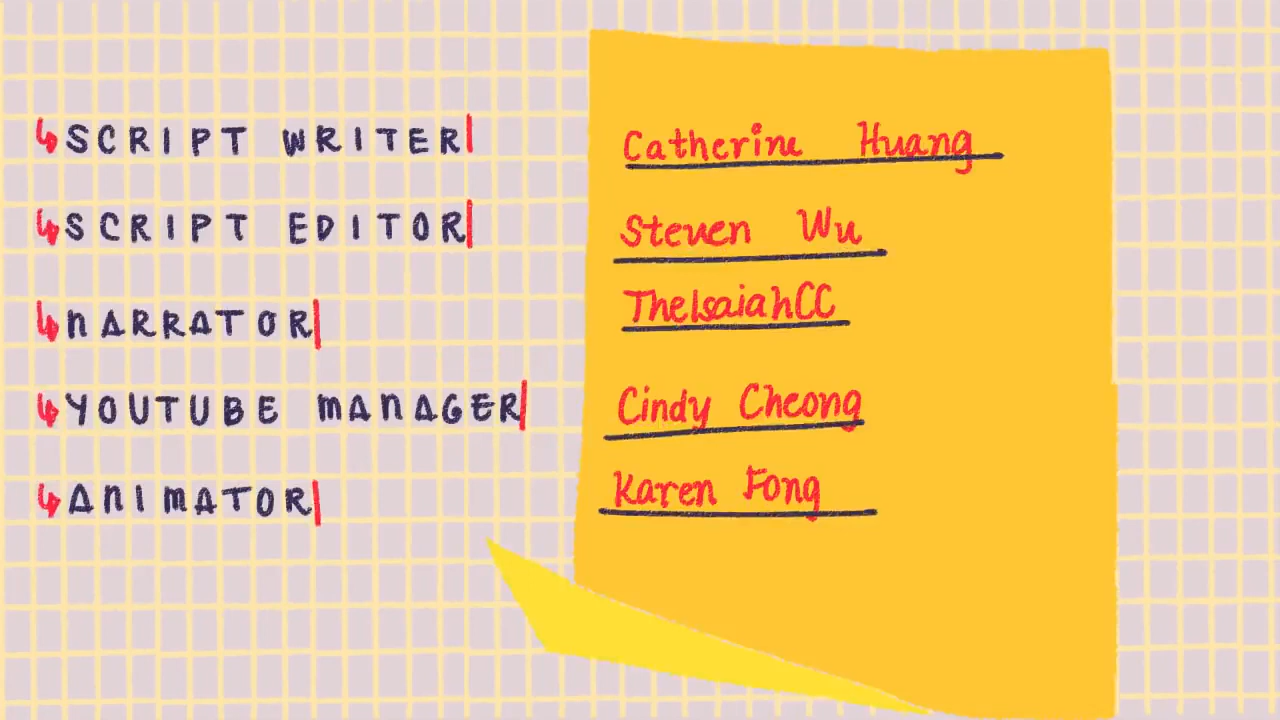 SCRIPT WRITER Catherine Huang
SCRIPT EDITOR Steven Wu
NARRATOR TheIsaiahCC
YOUTUBE MANAGER Cindy Cheong
ANIMATOR Karen Fong